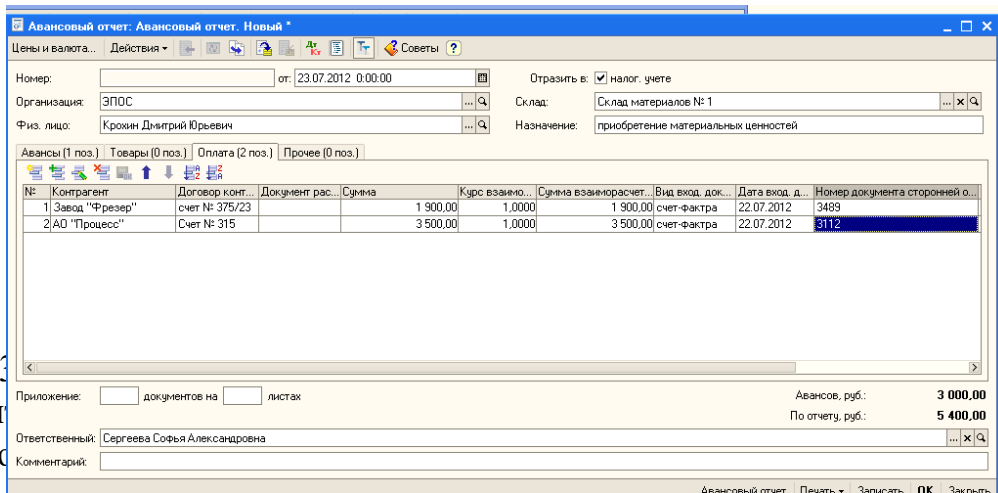 Авансовый отчет: Авансовый отчет. Новый *
Цены и валюта... Действия Дт Кт Советы
Номер: от: 23.07.2012 0:00:00 Отразить в: налог. учете
Организация: ЭПОС Склад: Склад материалов № 1
Физ. лицо: Крохин Дмитрий Юрьевич Назначение: приобретение материальных ценностей
Авансы (1 поз.) Товары (0 поз.) Оплата (2 поз.) Прочее (0 поз.)
№ Контрагент Договор конт... Документ рас... Сумма Курс взаимо... Сумма взаиморасчет... Вид вход. док... Дата вход. д... Номер документа сторонней о...
1 Завод "Фрезер" счет № 375/23 1 900,00 1,0000 1 900,00 счет-фактра 22.07.2012 3489
2 АО "Процесс" Счет № 315 3 500,00 1,0000 3 500,00 счет-фактра 22.07.2012 3112
Приложение: документов на листах Авансов, руб.: 3 000,00
По отчету, руб.: 5 400,00
Ответственный: Сергеева Софья Александровна
Комментарий:
Авансовый отчет Печать Записать OK Закрыть